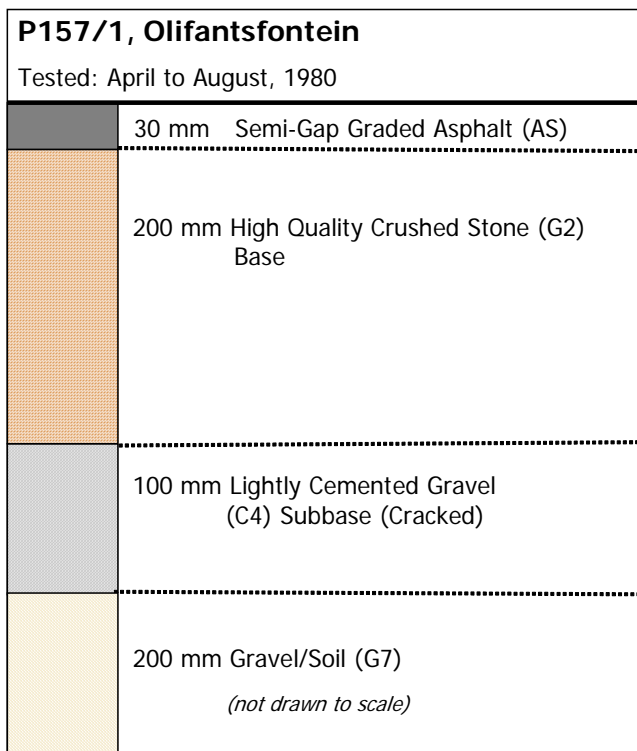 P157/1, Olifantsfontein
Tested: April to August, 1980
30 mm Semi-Gap Graded Asphalt (AS)
200 mm High Quality Crushed Stone (G2)
Base
100 mm Lightly Cemented Gravel
(C4) Subbase (Cracked)
200 mm Gravel/Soil (G7)
(not drawn to scale)